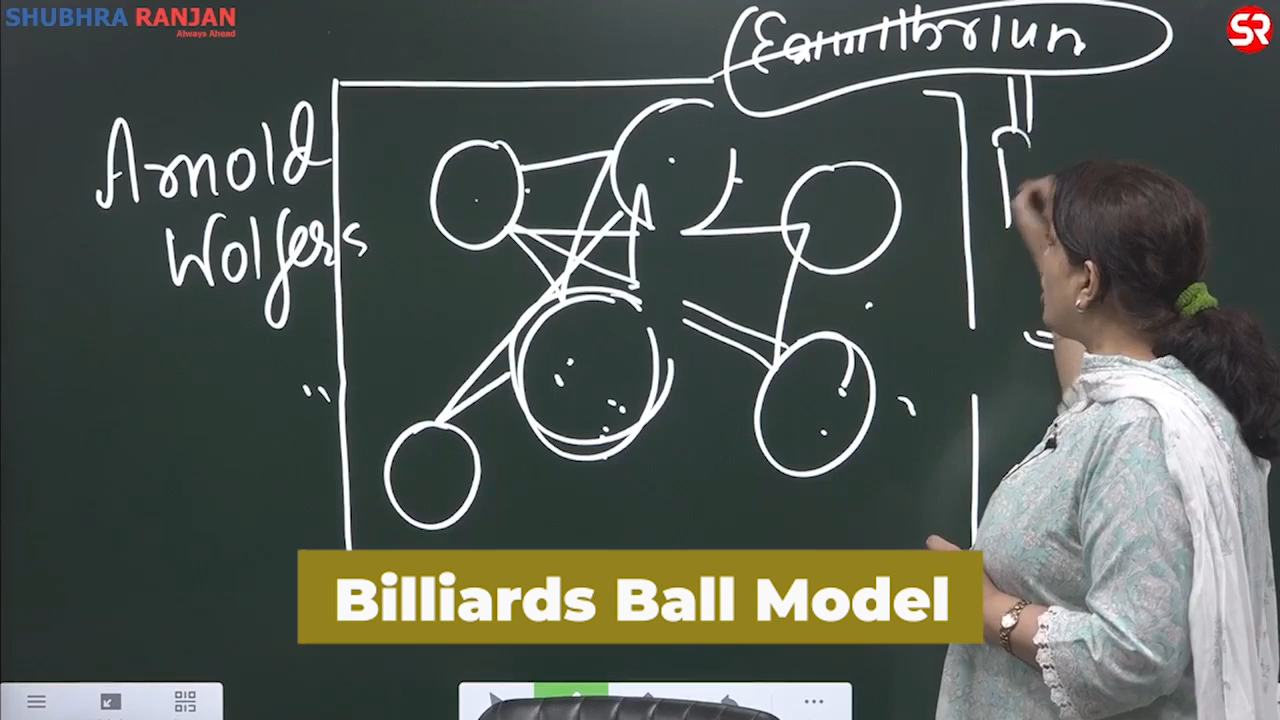 SHUBHRA RANJAN
Always Ahead
SR
Equilibrium
Arnold
Wolfers
Billiards Ball Model